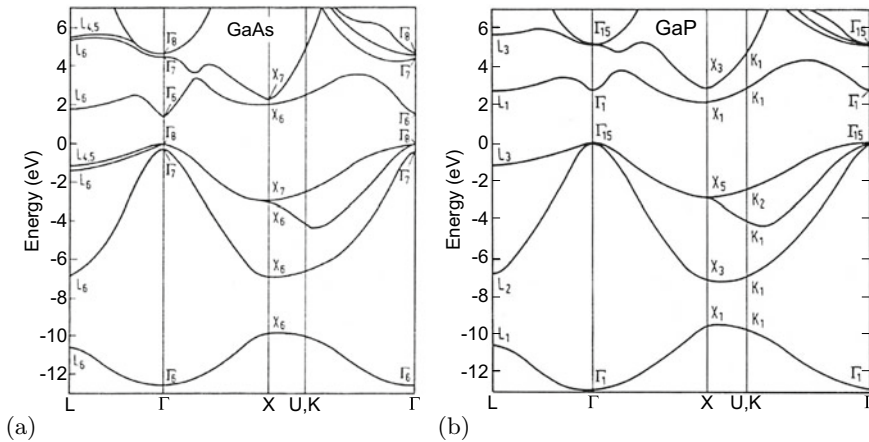 GaAs
Energy (eV)
6
4
2
0
-2
-4
-6
-8
-10
-12
L₄,₅
L₆
L₆
L₄,₅
L₆
L₆
L₆
Γ₈
Γ₇
Γ₆
Γ₈
Γ₇
Γ₆
X₇
X₆
X₇
X₆
X₆
X₆
Γ₈
Γ₇
Γ₆
Γ₈
Γ₇
Γ₆
L Γ X U,K Γ
(a)
GaP
Energy (eV)
6
4
2
0
-2
-4
-6
-8
-10
-12
L₃
L₁
L₃
L₂
L₁
Γ₁₅
Γ₁
Γ₁₅
Γ₁
X₃
X₁
X₅
X₃
X₁
K₁
K₁
K₂
K₁
K₁
K₁
Γ₁₅
Γ₁
Γ₁₅
Γ₁
L Γ X U,K Γ
(b)